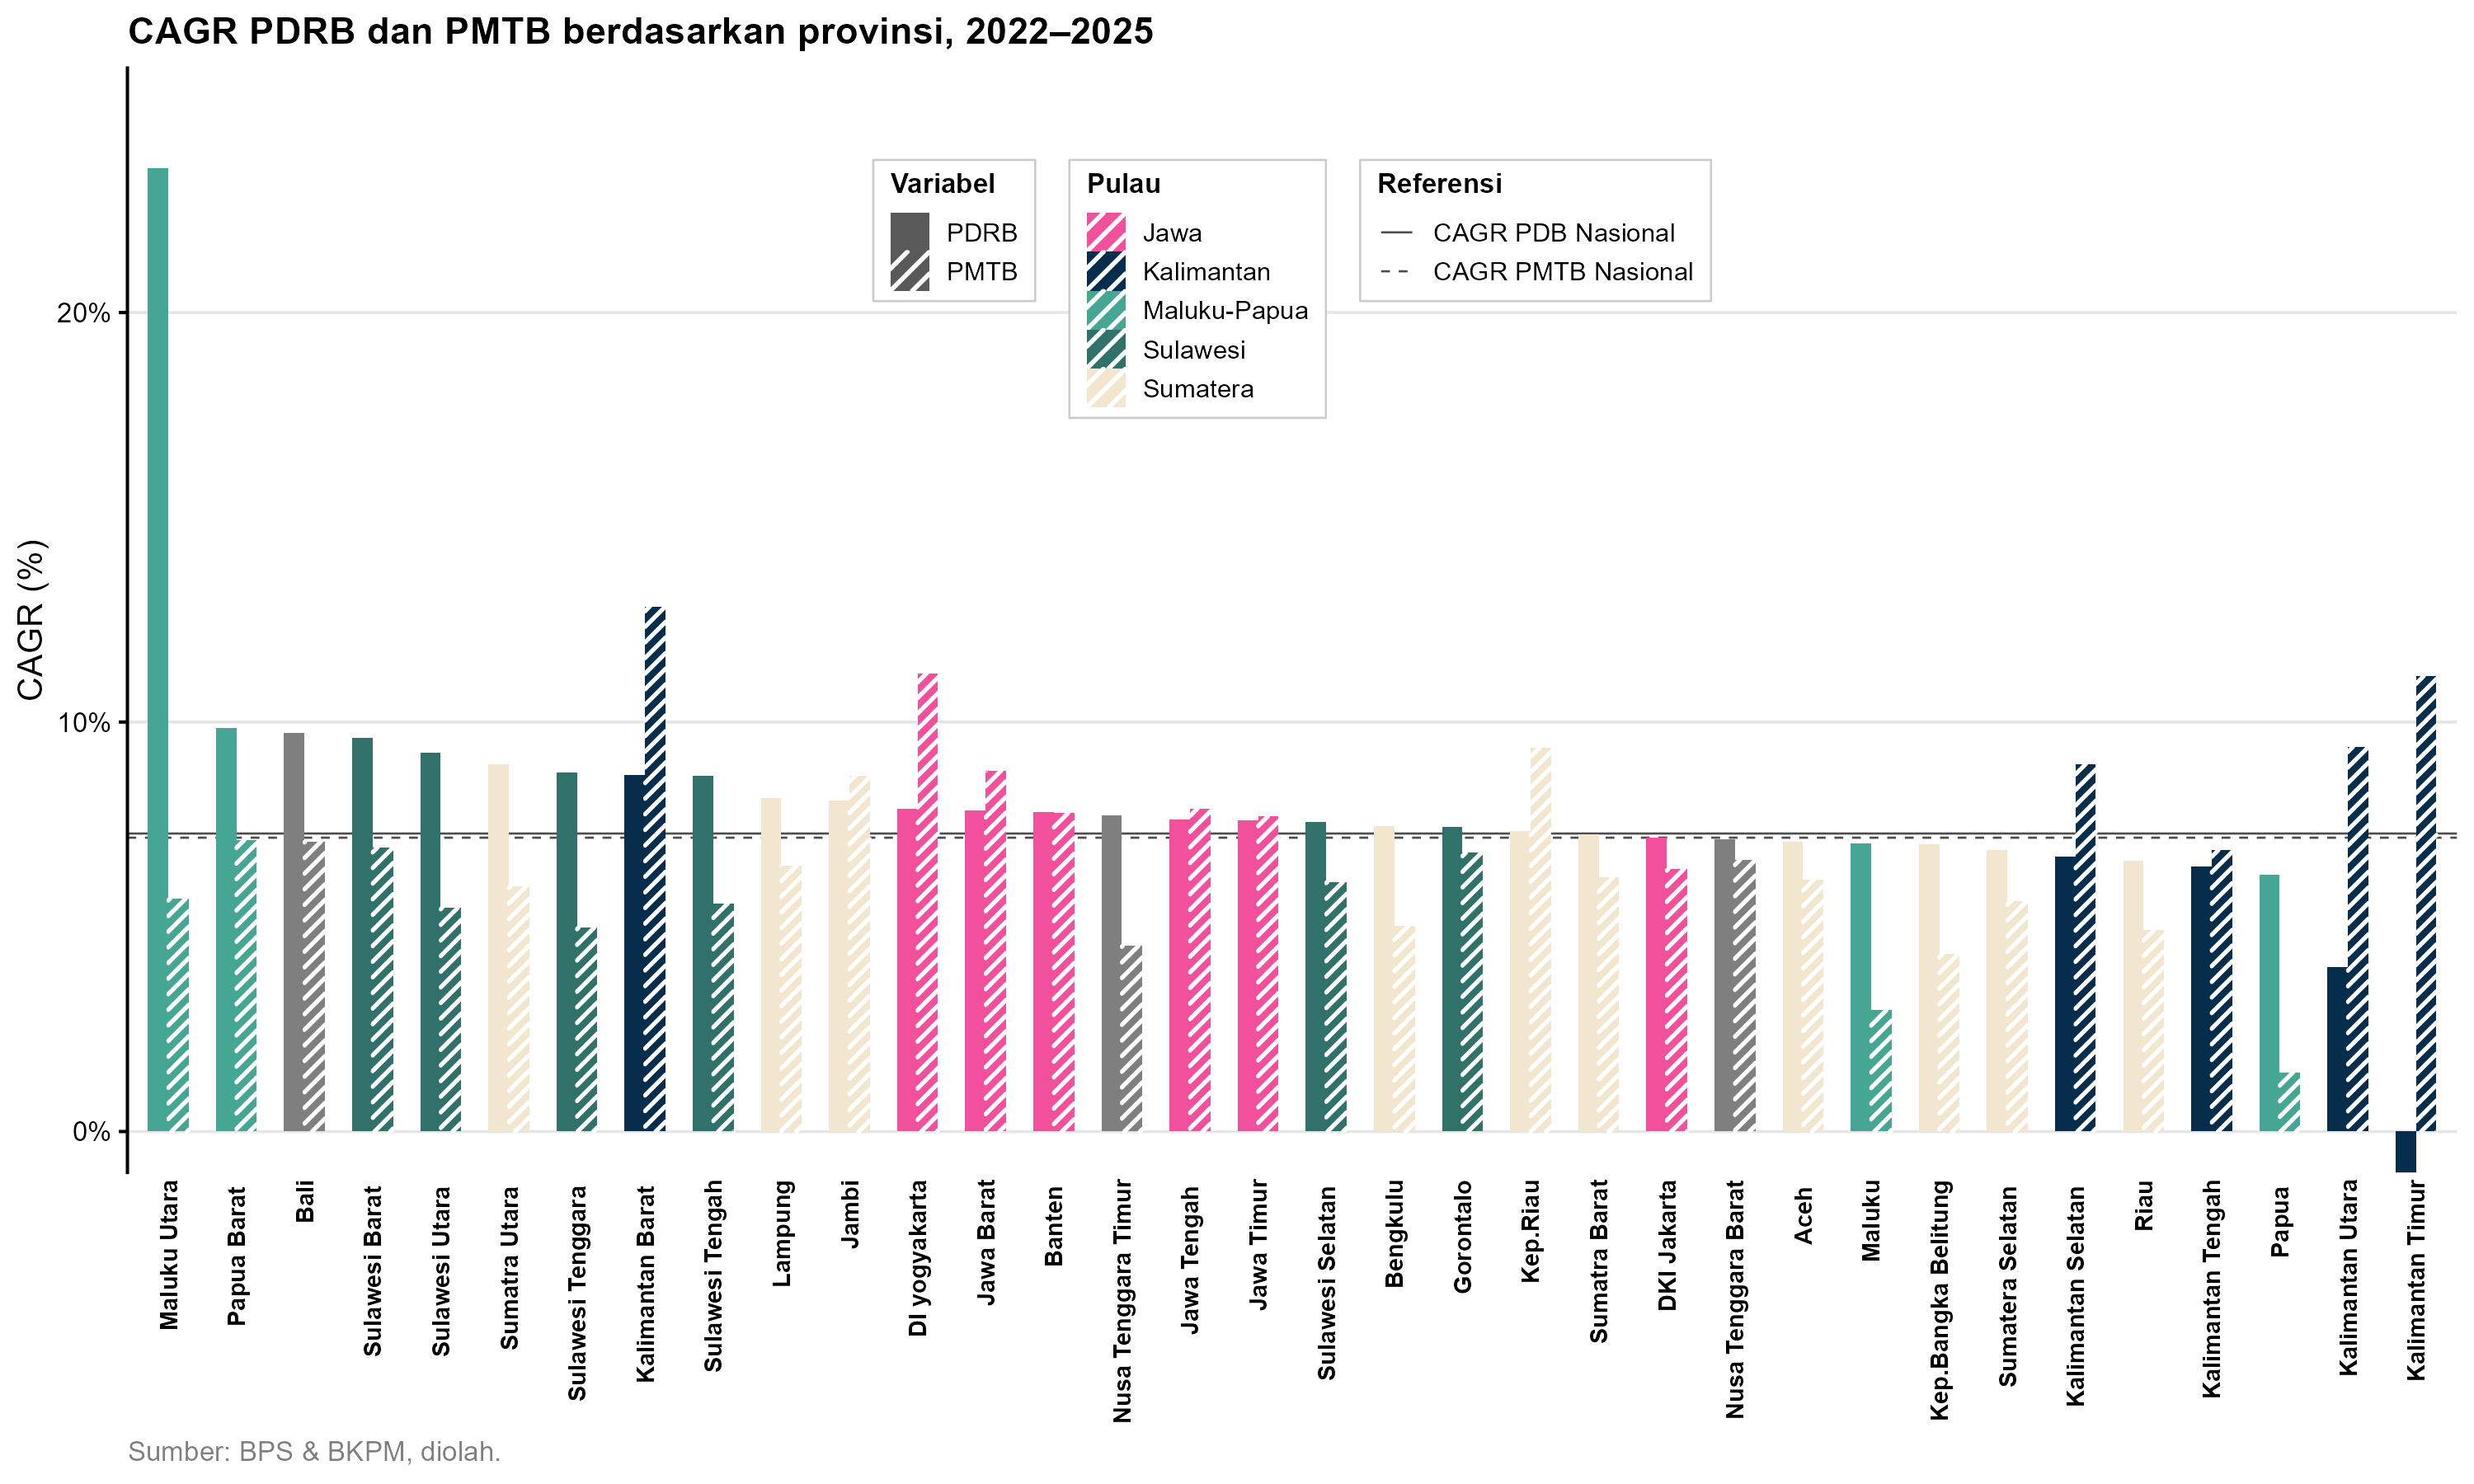 CAGR PDRB dan PMTB berdasarkan provinsi, 2022–2025
Variabel
PDRB
PMTB
Pulau
Jawa
Kalimantan
Maluku-Papua
Sulawesi
Sumatera
Referensi
CAGR PDB Nasional
CAGR PMTB Nasional
CAGR (%)
20%
10%
0%
Maluku Utara
Papua Barat
Bali
Sulawesi Barat
Sulawesi Utara
Sumatra Utara
Sulawesi Tenggara
Kalimantan Barat
Sulawesi Tengah
Lampung
Jambi
DI yogyakarta
Jawa Barat
Banten
Nusa Tenggara Timur
Jawa Tengah
Jawa Timur
Sulawesi Selatan
Bengkulu
Gorontalo
Kep.Riau
Sumatra Barat
DKI Jakarta
Nusa Tenggara Barat
Aceh
Maluku
Kep.Bangka Belitung
Sumatera Selatan
Kalimantan Selatan
Riau
Kalimantan Tengah
Papua
Kalimantan Utara
Kalimantan Timur
Sumber: BPS & BKPM, diolah.